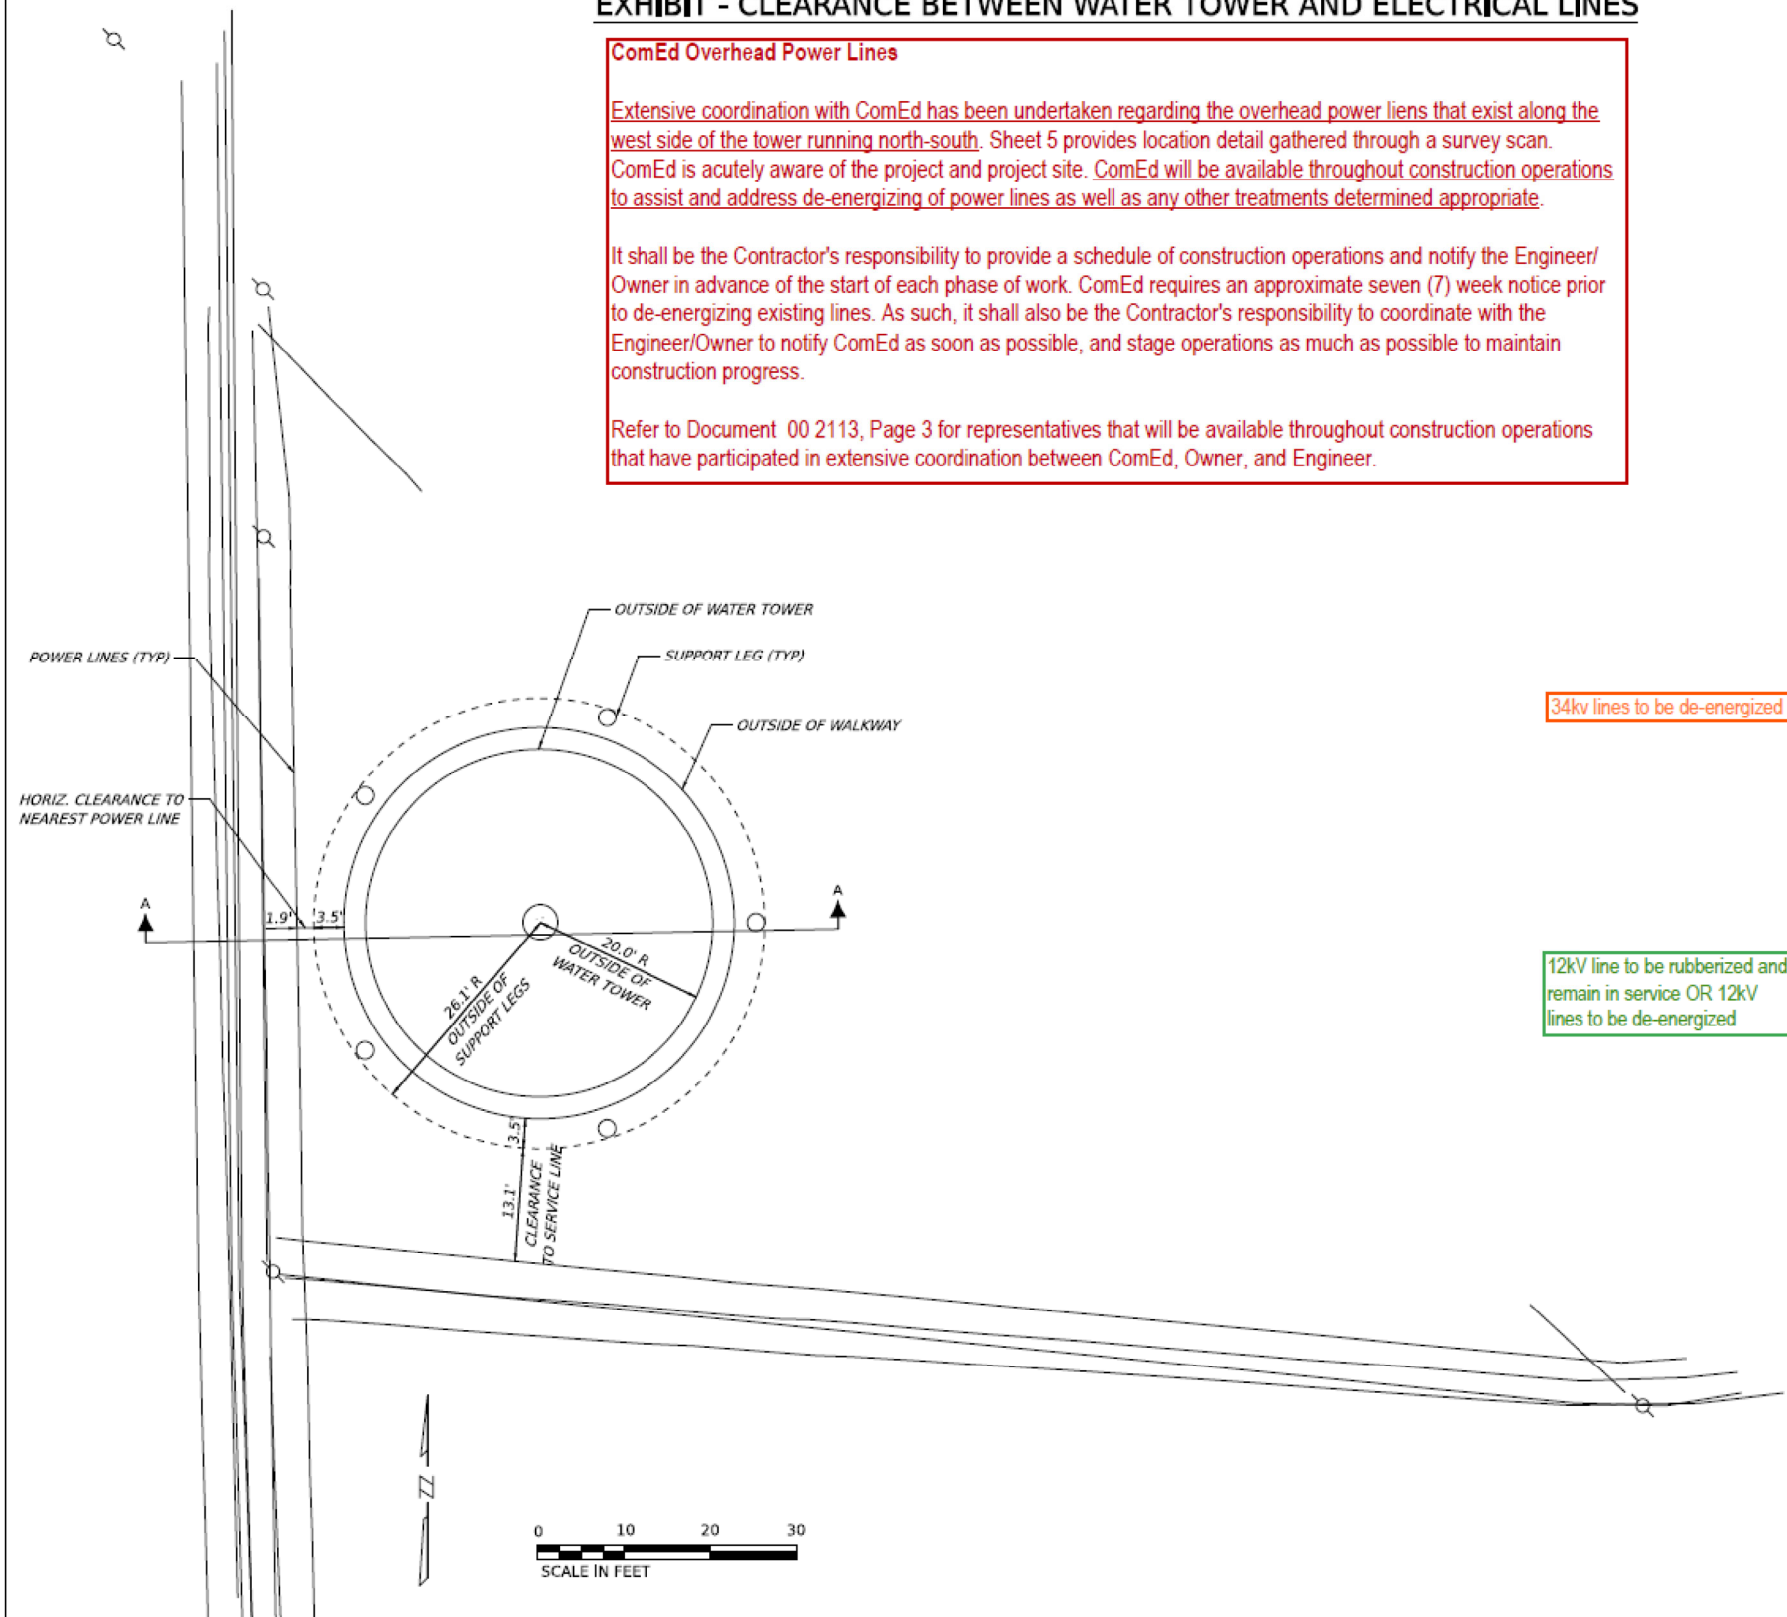 EXHIBIT - CLEARANCE BETWEEN WATER TOWER AND ELECTRICAL LINES
ComEd Overhead Power Lines
Extensive coordination with ComEd has been undertaken regarding the overhead power liens that exist along the
west side of the tower running north-south. Sheet 5 provides location detail gathered through a survey scan.
ComEd is acutely aware of the project and project site. ComEd will be available throughout construction operations
to assist and address de-energizing of power lines as well as any other treatments determined appropriate.
It shall be the Contractor's responsibility to provide a schedule of construction operations and notify the Engineer/
Owner in advance of the start of each phase of work. ComEd requires an approximate seven (7) week notice prior
to de-energizing existing lines. As such, it shall also be the Contractor's responsibility to coordinate with the
Engineer/Owner to notify ComEd as soon as possible, and stage operations as much as possible to maintain
construction progress.
Refer to Document 00 2113, Page 3 for representatives that will be available throughout construction operations
that have participated in extensive coordination between ComEd, Owner, and Engineer.
OUTSIDE OF WATER TOWER
POWER LINES (TYP)
SUPPORT LEG (TYP)
34kv lines to be de-energized
OUTSIDE OF WALKWAY
HORIZ. CLEARANCE TO
NEAREST POWER LINE
A
A
1.9'
3.5'
20.0' R
OUTSIDE OF
WATER TOWER
26.1' R
OUTSIDE OF
SUPPORT LEGS
12kV line to be rubberized and
remain in service OR 12kV
lines to be de-energized
3.5'
13.1'
CLEARANCE
TO SERVICE LINE
N
0 10 20 30
SCALE IN FEET